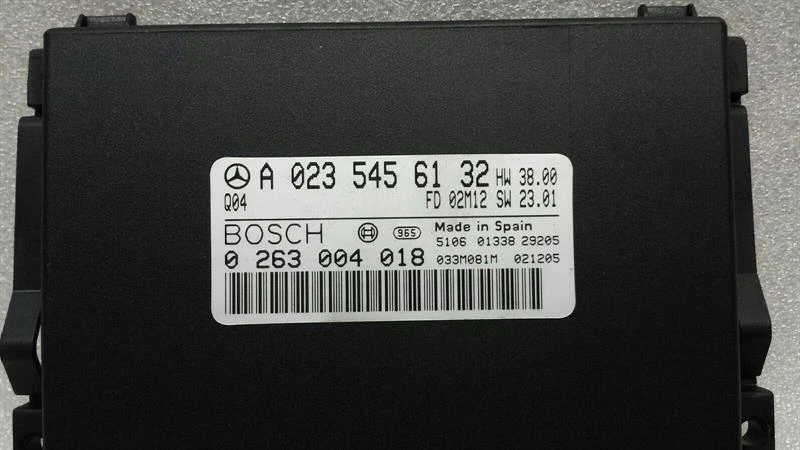 A 023 545 61 32 HW 38.00
Q04 FD 02M12 SW 23.01
BOSCH 965 Made in Spain
5106 01338 29205
0 263 004 018 033M081M 021205